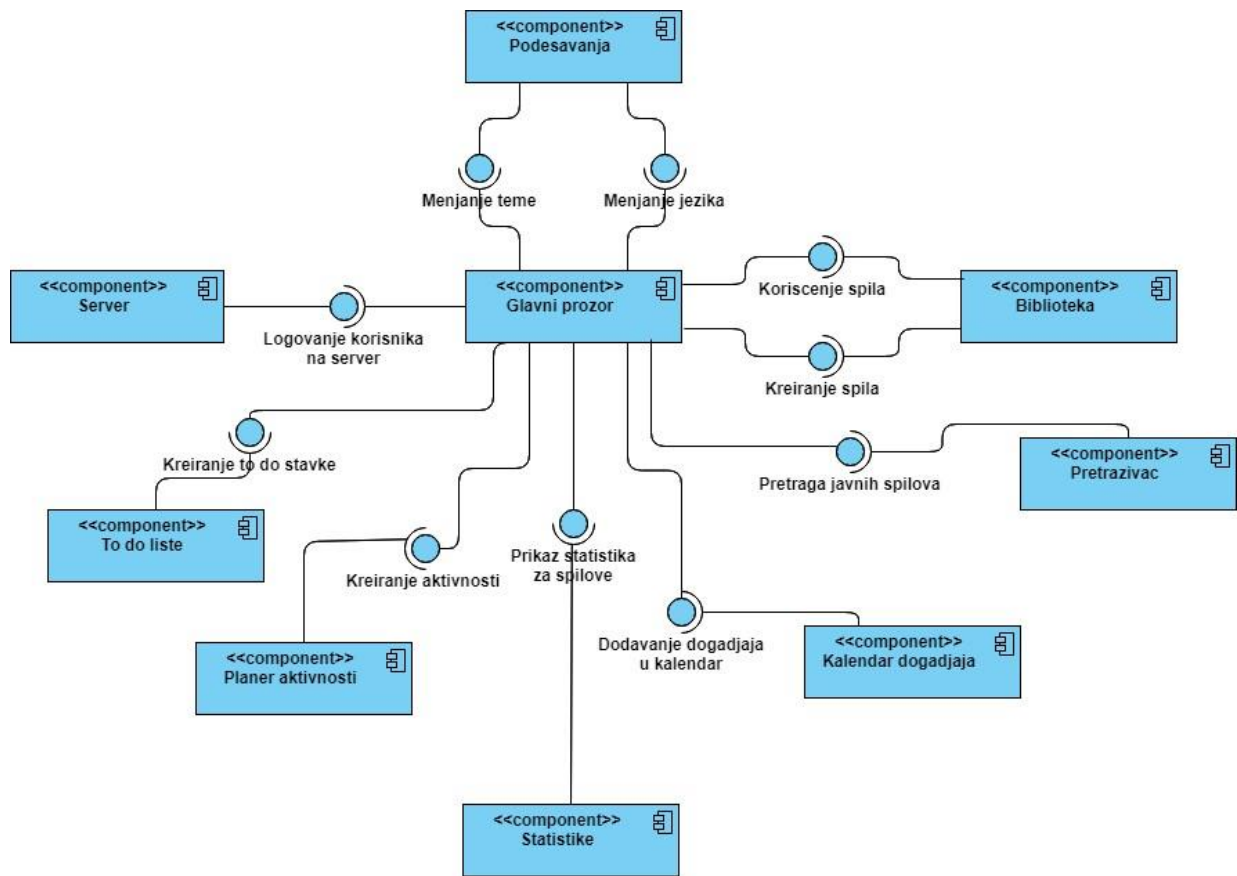 <<component>>
Podesavanja
Menjanje teme
Menjanje jezika
<<component>>
Server
<<component>>
Glavni prozor
Koriscenje spila
<<component>>
Biblioteka
Logovanje korisnika
na server
Kreiranje spila
Kreiranje to do stavke
Pretraga javnih spilova
<<component>>
Pretrazivac
<<component>>
To do liste
Kreiranje aktivnosti
Prikaz statistika
za spilove
<<component>>
Planer aktivnosti
Dodavanje dogadjaja
u kalendar
<<component>>
Kalendar dogadjaja
<<component>>
Statistike